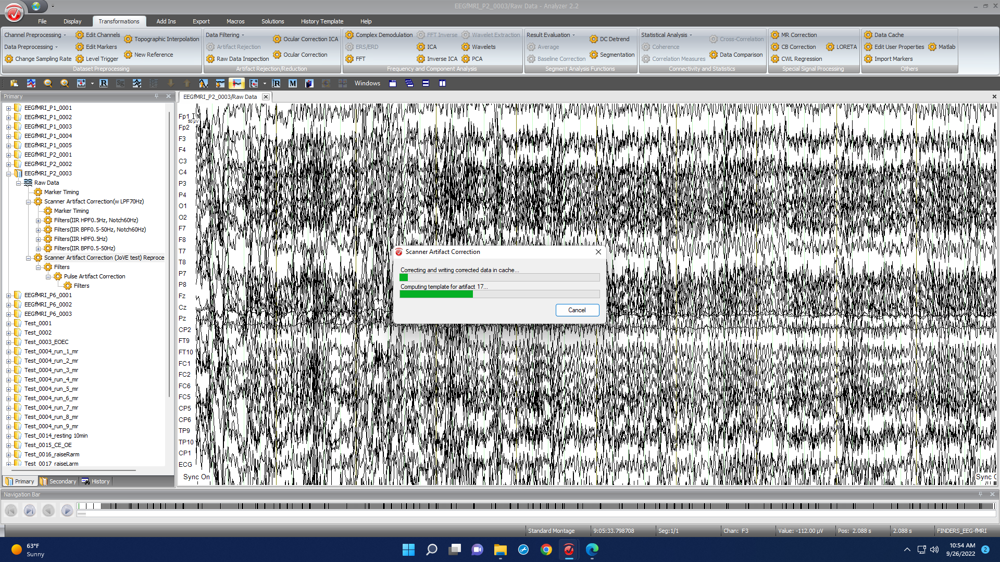 EEGfMRI_P2_0003/Raw Data - Analyzer 2.2
File Display Transformations Add Ins Export Macros Solutions History Template Help
Channel Preprocessing Edit Channels Topographic Interpolation
Data Preprocessing Edit Markers New Reference
Change Sampling Rate Level Trigger
Dataset Preprocessing
Data Filtering Ocular Correction ICA
Artifact Rejection Ocular Correction
Raw Data Inspection
Artifact Rejection/Reduction
Complex Demodulation FFT Inverse Wavelet Extraction
ERS/ERD ICA Wavelets
FFT Inverse ICA PCA
Frequency and Component Analysis
Result Evaluation DC Detrend
Average Segmentation
Baseline Correction
Segment Analysis Functions
Statistical Analysis Cross-Correlation
Coherence Data Comparison
Correlation Measures
Connectivity and Statistics
MR Correction
CB Correction LORETA
CWL Regression
Special Signal Processing
Data Cache
Edit User Properties Matlab
Import Markers
Others
R Sg R M Windows
Primary
EEGfMRI_P1_0001
EEGfMRI_P1_0002
EEGfMRI_P1_0003
EEGfMRI_P1_0004
EEGfMRI_P1_0005
EEGfMRI_P2_0001
EEGfMRI_P2_0002
EEGfMRI_P2_0003
Raw Data
Marker Timing
Scanner Artifact Correction(w LPF70Hz)
Marker Timing
Filters(IIR HPF0.5Hz, Notch60Hz)
Filters(IIR BPF0.5-50Hz, Notch60Hz)
Filters(IIR HPF0.5Hz)
Filters(IIR BPF0.5-50Hz)
Scanner Artifact Correction (JoVE test) Reproce
Filters
Pulse Artifact Correction
Filters
EEGfMRI_P6_0001
EEGfMRI_P6_0002
EEGfMRI_P6_0003
Test_0001
Test_0002
Test_0003_EOEC
Test_0004_run_1_mr
Test_0004_run_2_mr
Test_0004_run_3_mr
Test_0004_run_4_mr
Test_0004_run_5_mr
Test_0004_run_6_mr
Test_0004_run_7_mr
Test_0004_run_8_mr
Test_0004_run_9_mr
Test_0014_resting 10min
Test_0015_CE_OE
Test_0016_raiseRarm
Test_0017_raiseLarm
Primary Secondary History
EEGfMRI_P2_0003/Raw Data
Fp1
50 µV
Fp2
F3
F4
C3
C4
P3
P4
O1
O2
F7
F8
T7
T8
P7
P8
Fz
Cz
Pz
CP2
FT9
FT10
FC1
FC2
FC6
FC5
CP5
CP6
TP9
TP10
CP1
ECG
Sync On
Sync O
Scanner Artifact Correction
Correcting and writing corrected data in cache...
Computing template for artifact 17...
Cancel
Navigation Bar
Standard Montage 9:05:33.798708 Seg:1/1 Chan: F3 Value: -112.00 µV Pos: 2.088 s 2.088 s FINDERS_EEG-fMRI
63°F
Sunny
10:54 AM
9/26/2022
2